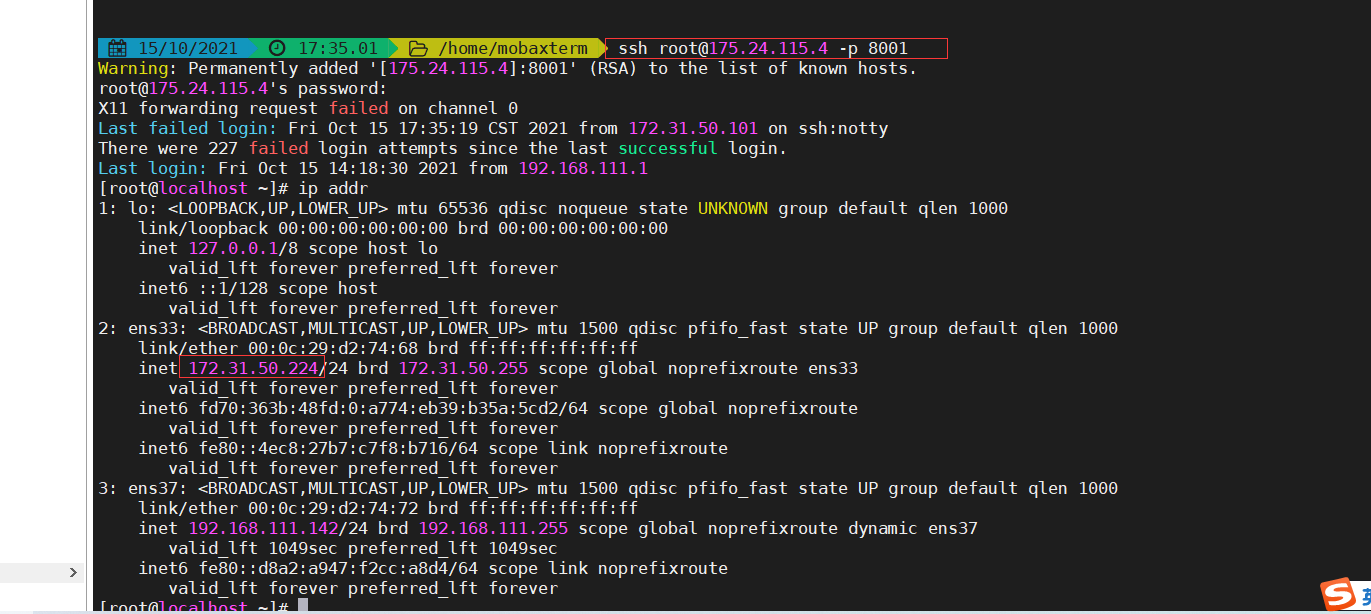 15/10/2021 17:35.01 /home/mobaxterm ssh root@175.24.115.4 -p 8001
Warning: Permanently added '[175.24.115.4]:8001' (RSA) to the list of known hosts.
root@175.24.115.4's password:
X11 forwarding request failed on channel 0
Last failed login: Fri Oct 15 17:35:19 CST 2021 from 172.31.50.101 on ssh:notty
There were 227 failed login attempts since the last successful login.
Last login: Fri Oct 15 14:18:30 2021 from 192.168.111.1
[root@localhost ~]# ip addr
1: lo: <LOOPBACK,UP,LOWER_UP> mtu 65536 qdisc noqueue state UNKNOWN group default qlen 1000
    link/loopback 00:00:00:00:00:00 brd 00:00:00:00:00:00
    inet 127.0.0.1/8 scope host lo
       valid_lft forever preferred_lft forever
    inet6 ::1/128 scope host
       valid_lft forever preferred_lft forever
2: ens33: <BROADCAST,MULTICAST,UP,LOWER_UP> mtu 1500 qdisc pfifo_fast state UP group default qlen 1000
    link/ether 00:0c:29:d2:74:68 brd ff:ff:ff:ff:ff:ff
    inet 172.31.50.224/24 brd 172.31.50.255 scope global noprefixroute ens33
       valid_lft forever preferred_lft forever
    inet6 fd70:363b:48fd:0:a774:eb39:b35a:5cd2/64 scope global noprefixroute
       valid_lft forever preferred_lft forever
    inet6 fe80::4ec8:27b7:c7f8:b716/64 scope link noprefixroute
       valid_lft forever preferred_lft forever
3: ens37: <BROADCAST,MULTICAST,UP,LOWER_UP> mtu 1500 qdisc pfifo_fast state UP group default qlen 1000
    link/ether 00:0c:29:d2:74:72 brd ff:ff:ff:ff:ff:ff
    inet 192.168.111.142/24 brd 192.168.111.255 scope global noprefixroute dynamic ens37
       valid_lft 1049sec preferred_lft 1049sec
    inet6 fe80::d8a2:a947:f2cc:a8d4/64 scope link noprefixroute
       valid_lft forever preferred_lft forever
[root@localhost ~]#